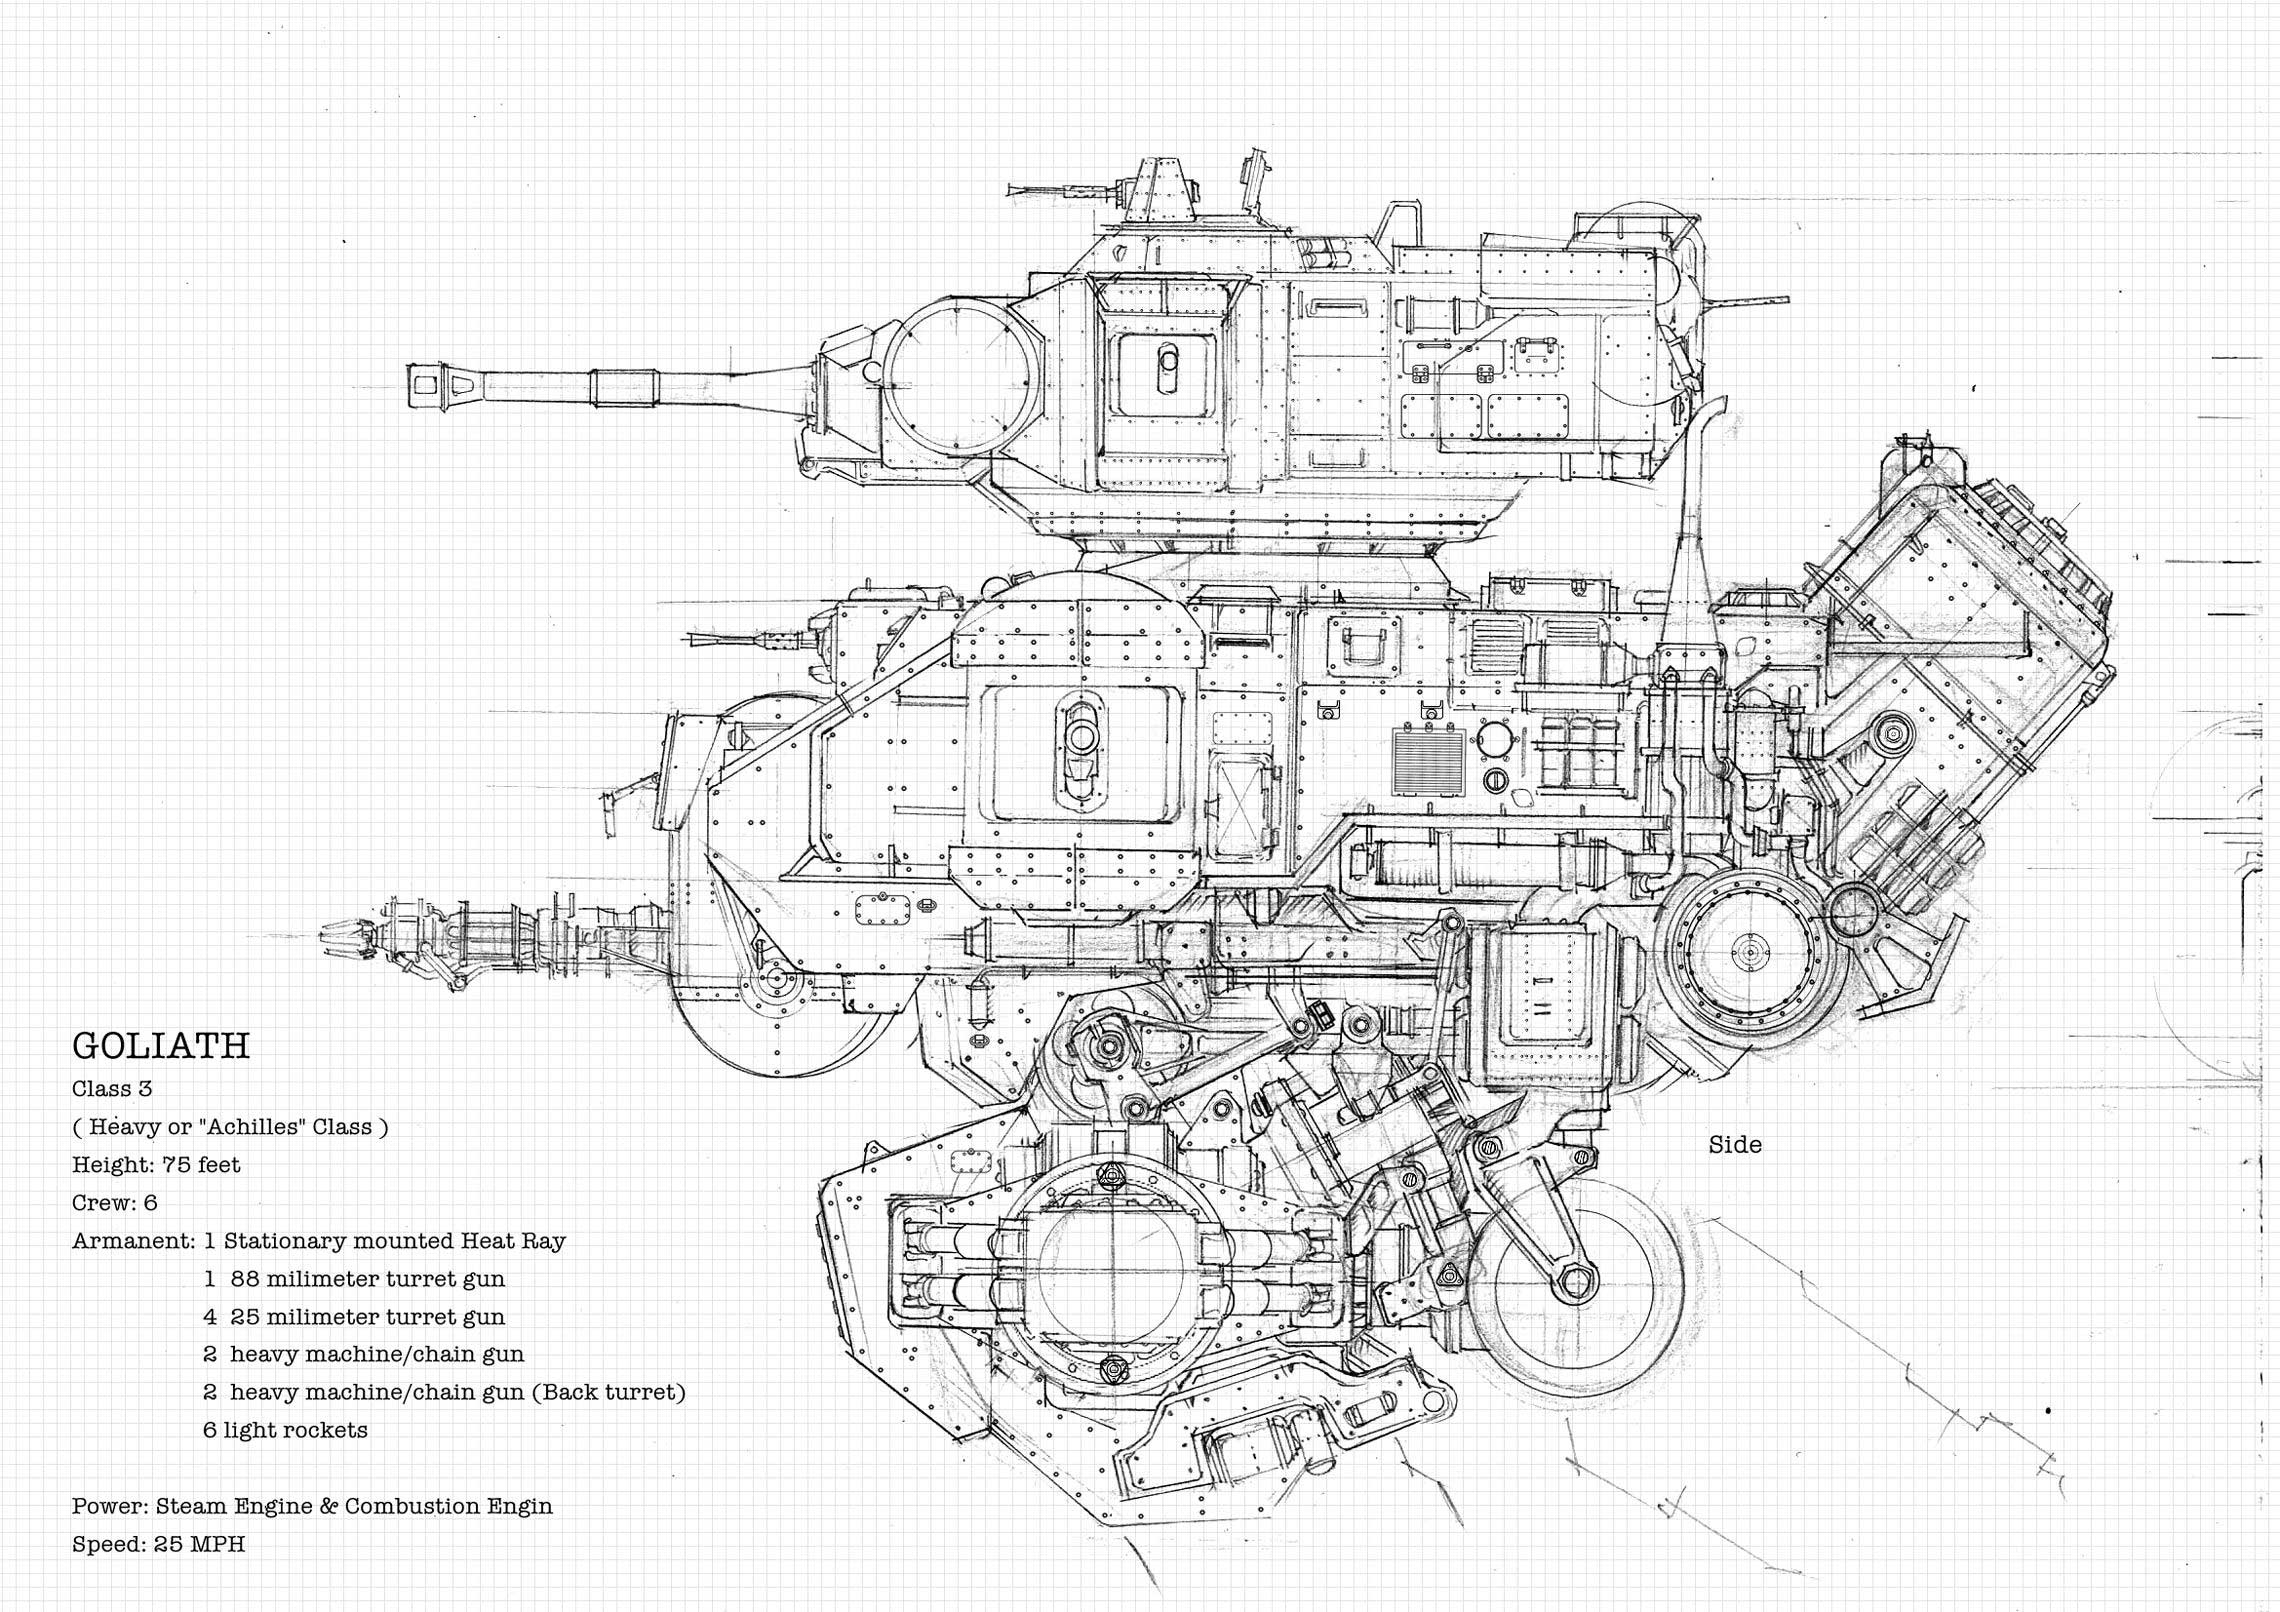 GOLIATH
Class 3
( Heavy or "Achilles" Class )
Height: 75 feet
Crew: 6
Armanent: 1 Stationary mounted Heat Ray
1 88 milimeter turret gun
4 25 milimeter turret gun
2 heavy machine/chain gun
2 heavy machine/chain gun (Back turret)
6 light rockets
Power: Steam Engine & Combustion Engin
Speed: 25 MPH
Side